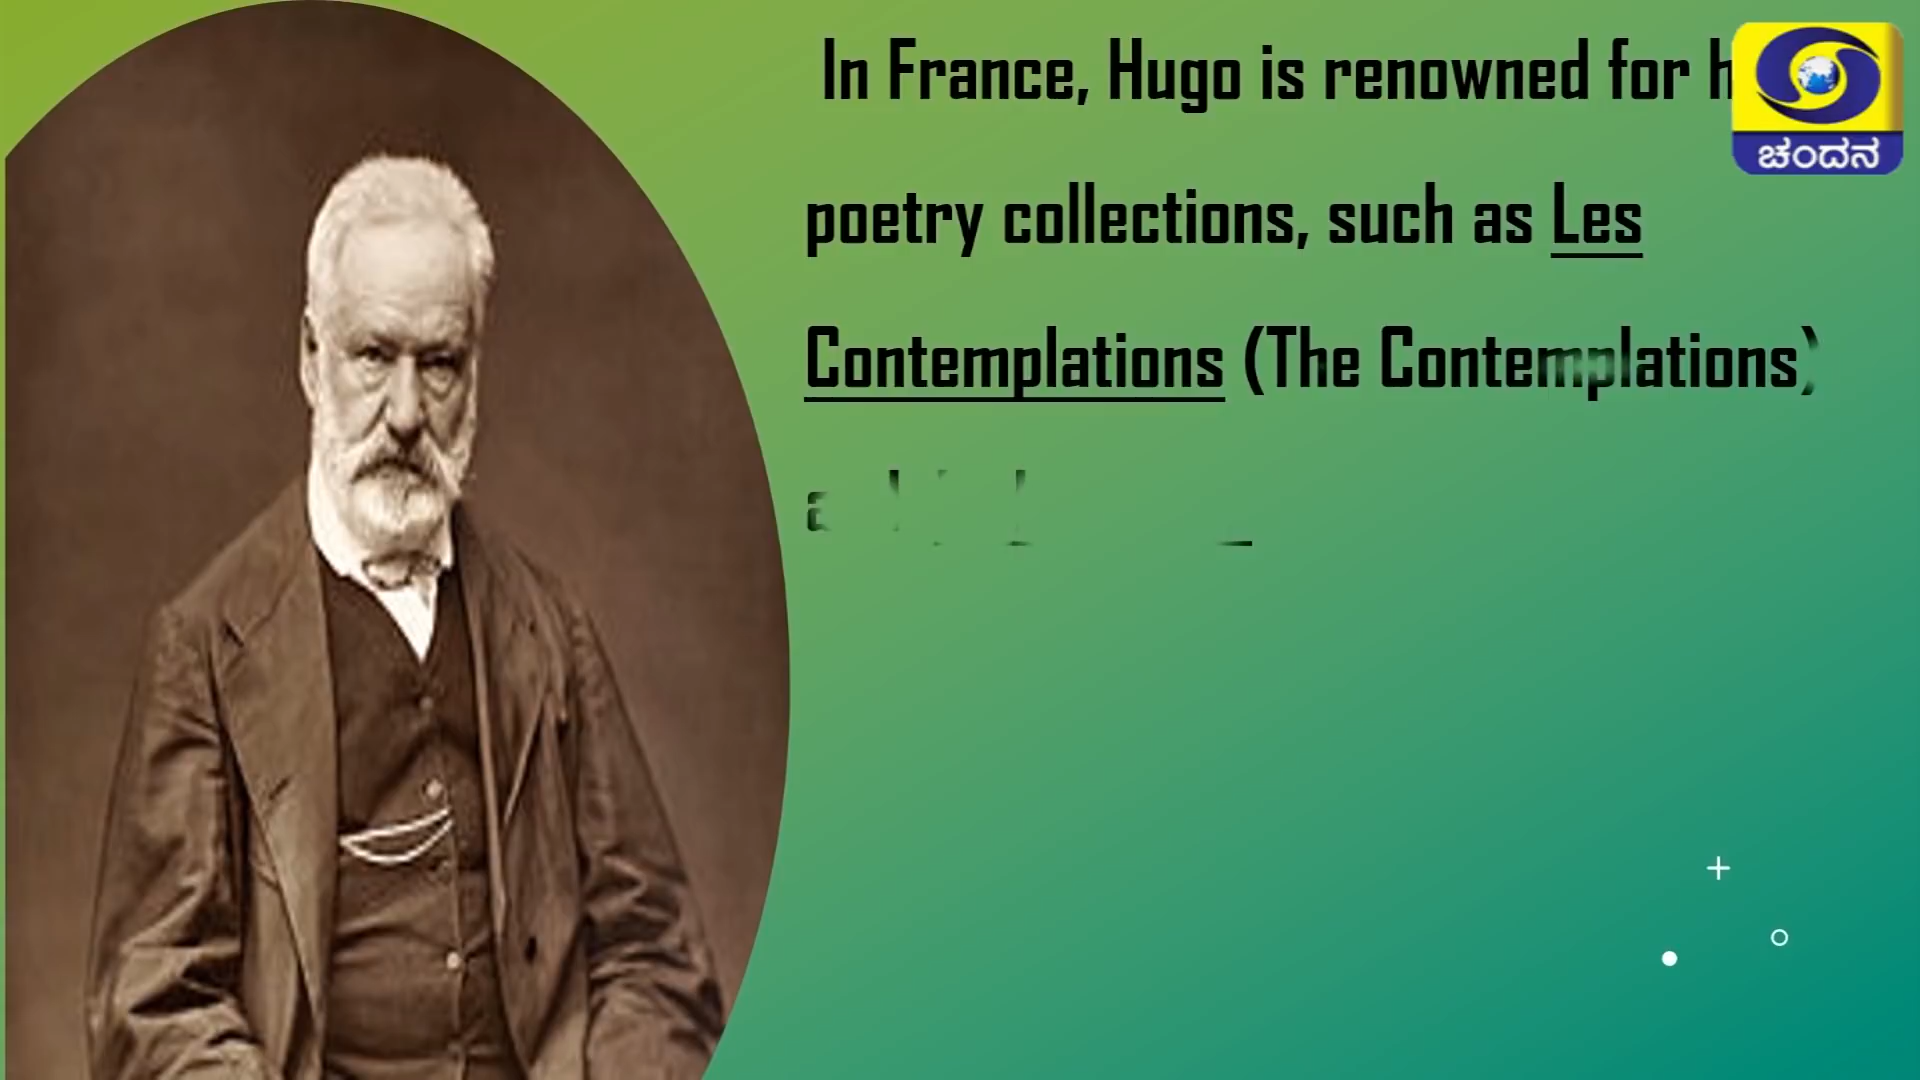 In France, Hugo is renowned for
poetry collections, such as Les
Contemplations (The Contemplations)
ಚಂದನ